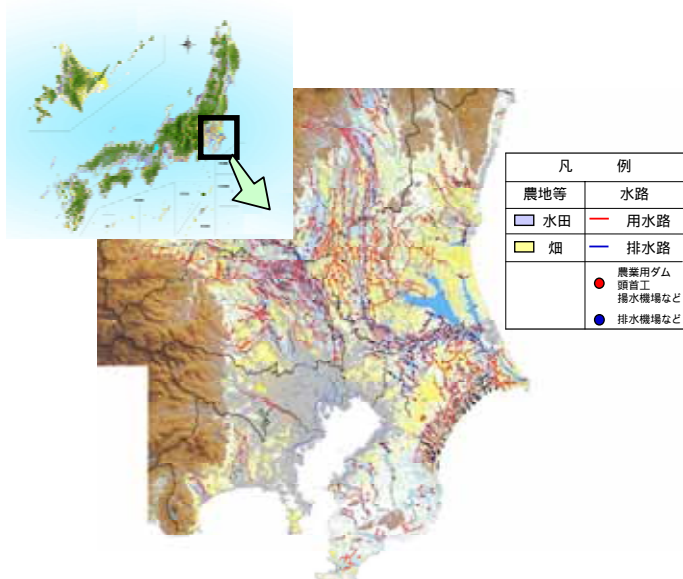 凡 例
農地等 水路
水田 用水路
畑 排水路
農業用ダム
頭首工
揚水機場など
排水機場など